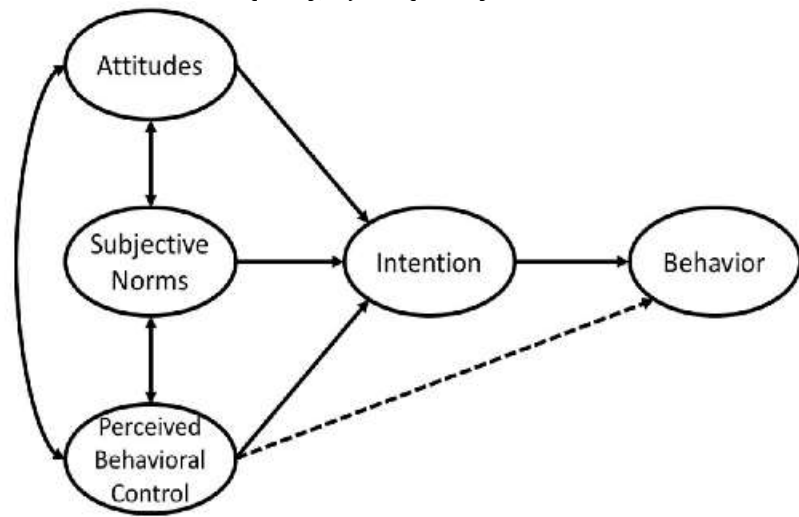 Attitudes
Subjective
Norms
Intention
Behavior
Perceived
Behavioral
Control